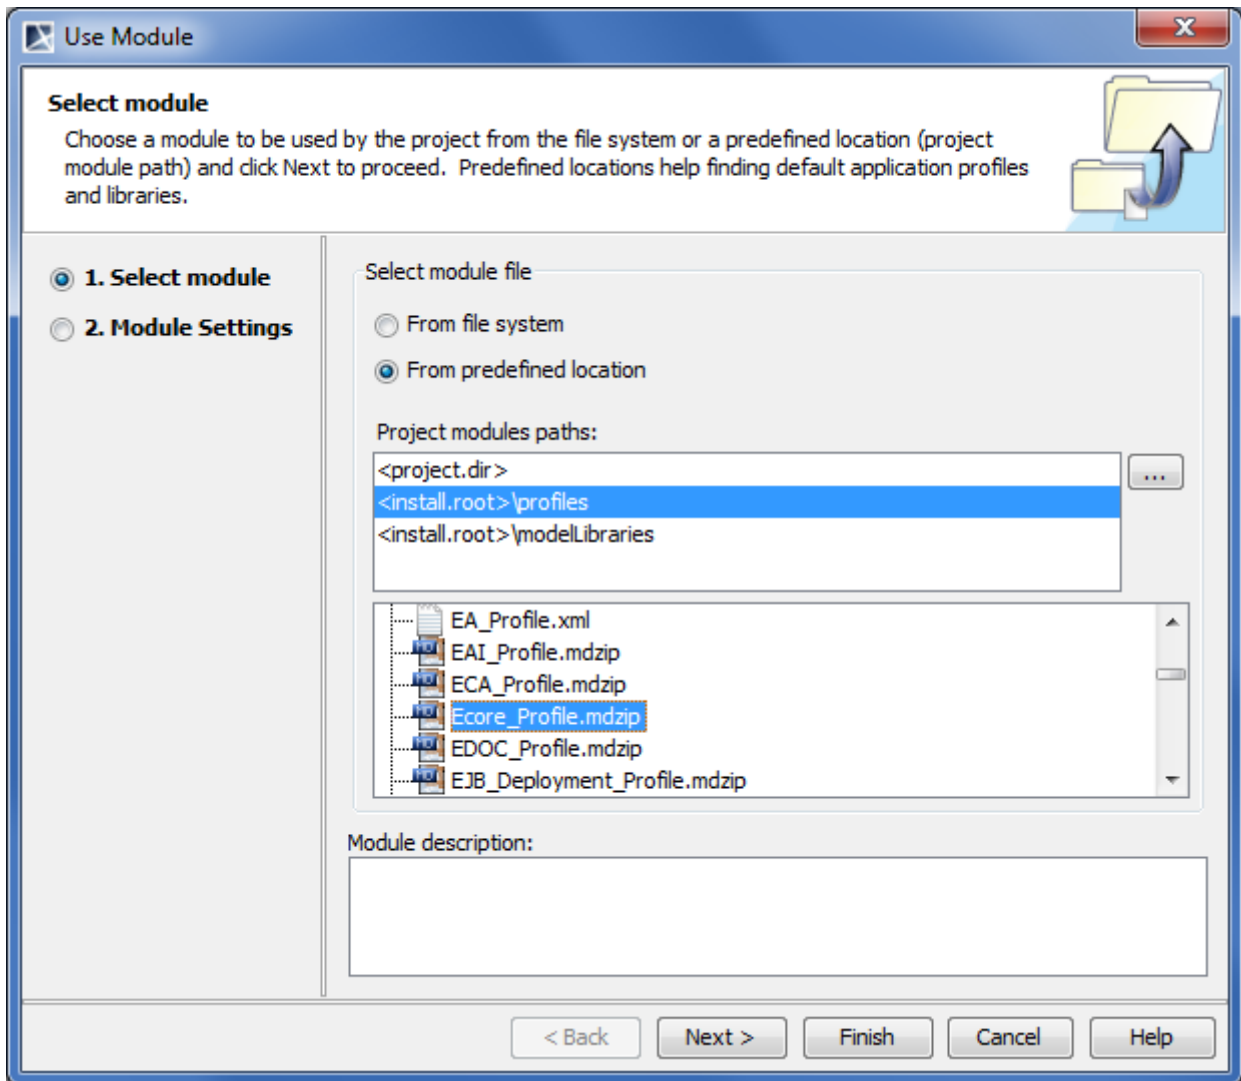 Use Module
Select module
Choose a module to be used by the project from the file system or a predefined location (project
module path) and click Next to proceed.  Predefined locations help finding default application profiles
and libraries.
1. Select module
2. Module Settings
Select module file
From file system
From predefined location
Project modules paths:
<project.dir>
...
<install.root>\profiles
<install.root>\modelLibraries
EA_Profile.xml
EAI_Profile.mdzip
ECA_Profile.mdzip
Ecore_Profile.mdzip
EDOC_Profile.mdzip
EJB_Deployment_Profile.mdzip
Module description:
< Back
Next >
Finish
Cancel
Help